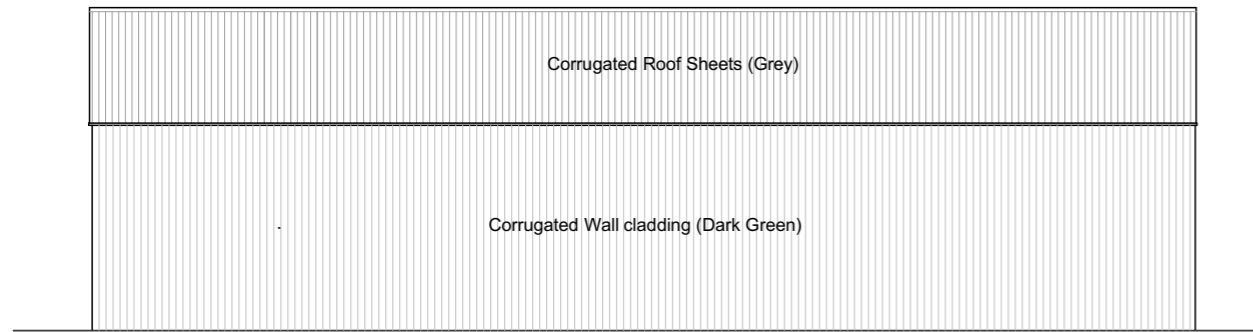 Corrugated Roof Sheets (Grey)
Corrugated Wall cladding (Dark Green)